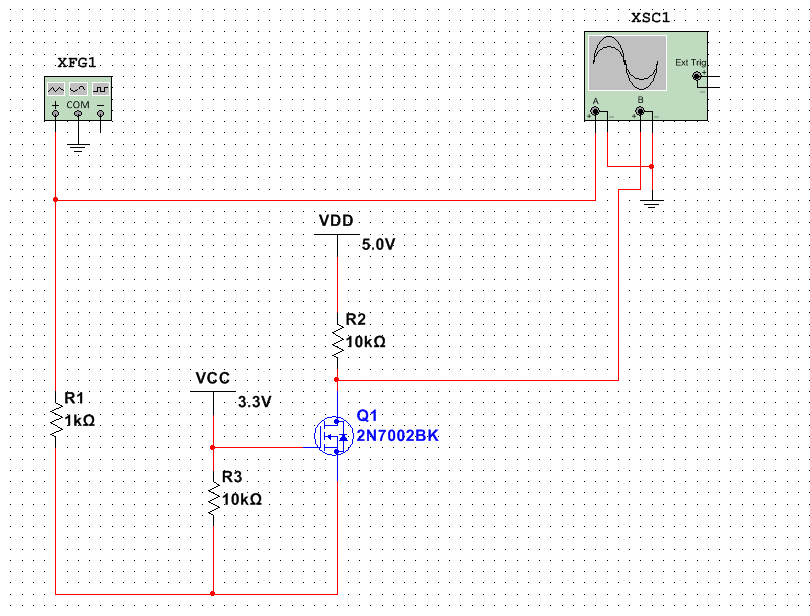 XSC1
XFG1
Ext Trig
+
-
A
B
+ - + -
+ COM -
VDD
5.0V
R2
10kΩ
VCC
3.3V
R1
1kΩ
Q1
2N7002BK
R3
10kΩ